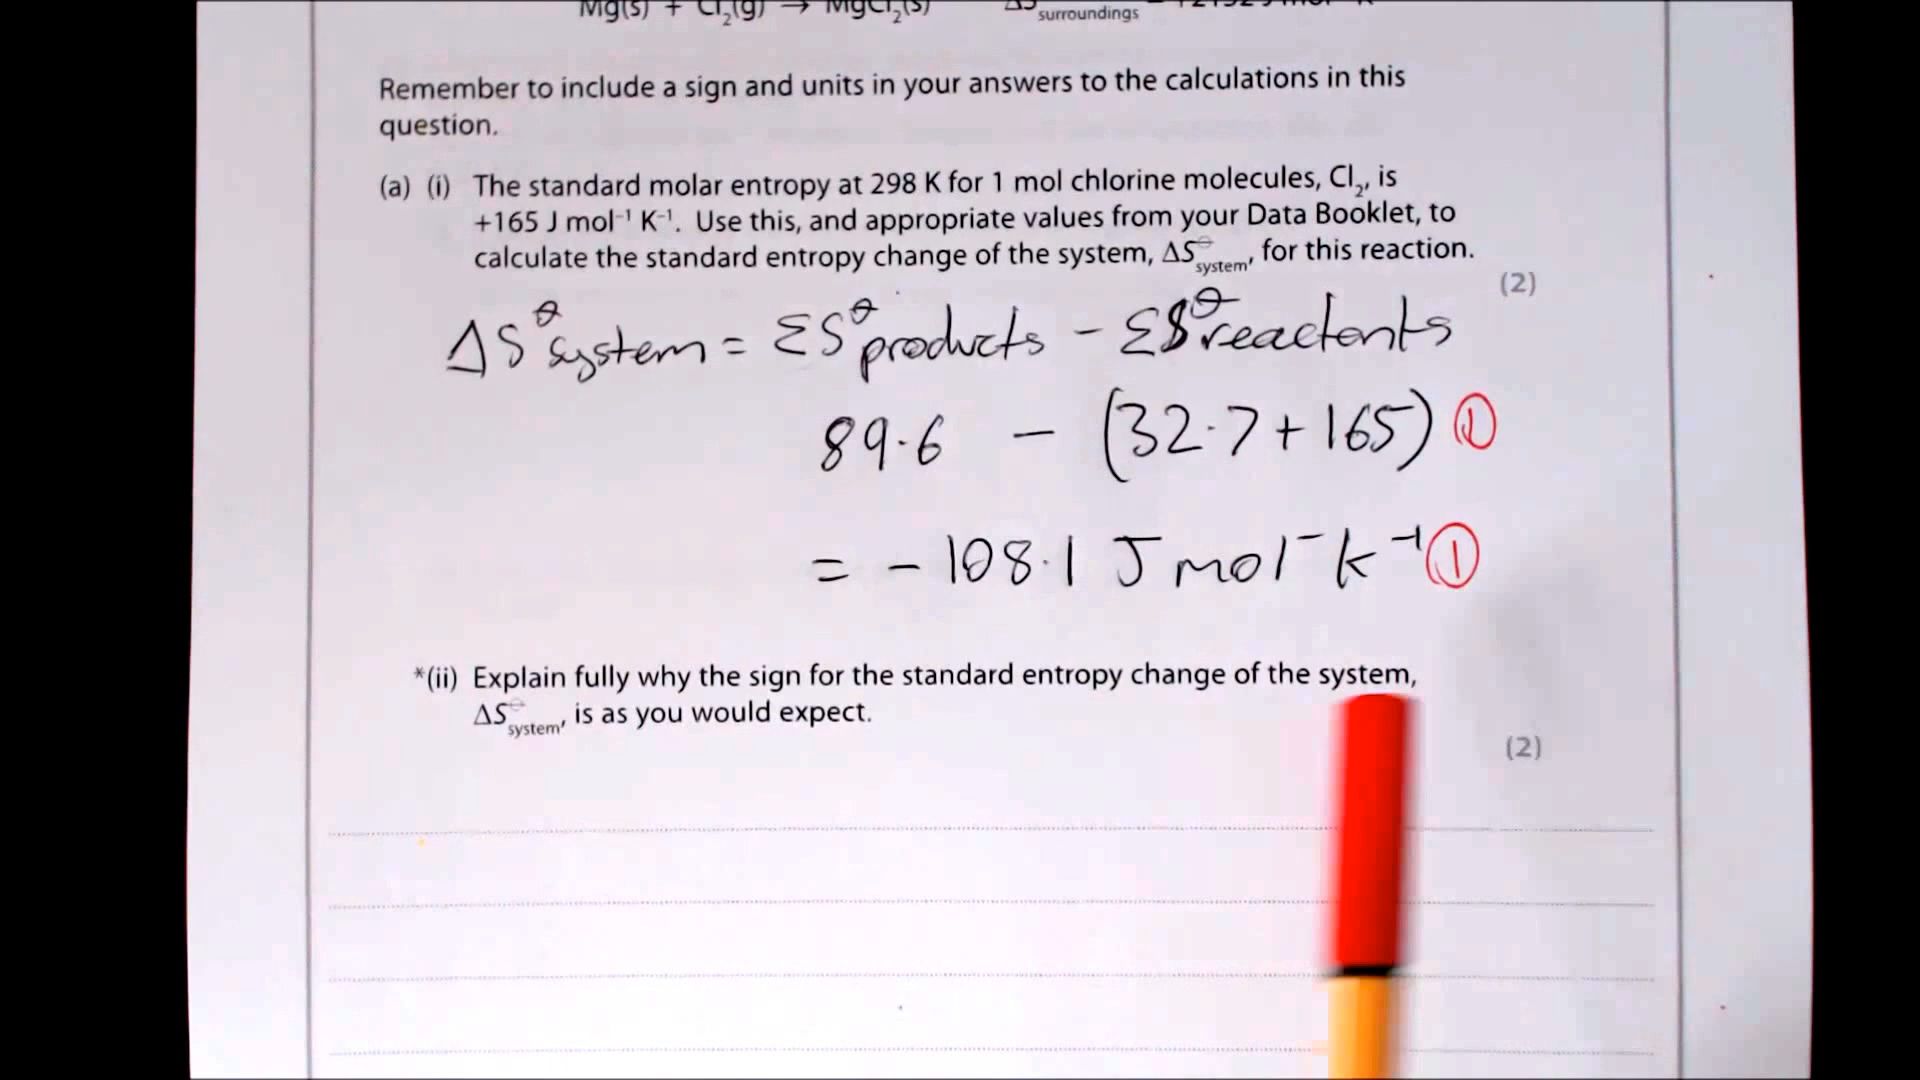 Mg(s) + Cl₂(g) → MgCl₂(s) ΔS surroundings
Remember to include a sign and units in your answers to the calculations in this
question.
(a) (i) The standard molar entropy at 298 K for 1 mol chlorine molecules, Cl₂, is
+165 J mol⁻¹ K⁻¹. Use this, and appropriate values from your Data Booklet, to
calculate the standard entropy change of the system, ΔS⊖system, for this reaction.
(2)
ΔS⊖system = ΣS⊖products − ΣS⊖reactants
89.6 − (32.7 + 165) 1
= − 108.1 J mol⁻ K⁻¹ 1
*(ii) Explain fully why the sign for the standard entropy change of the system,
ΔS⊖system, is as you would expect.
(2)